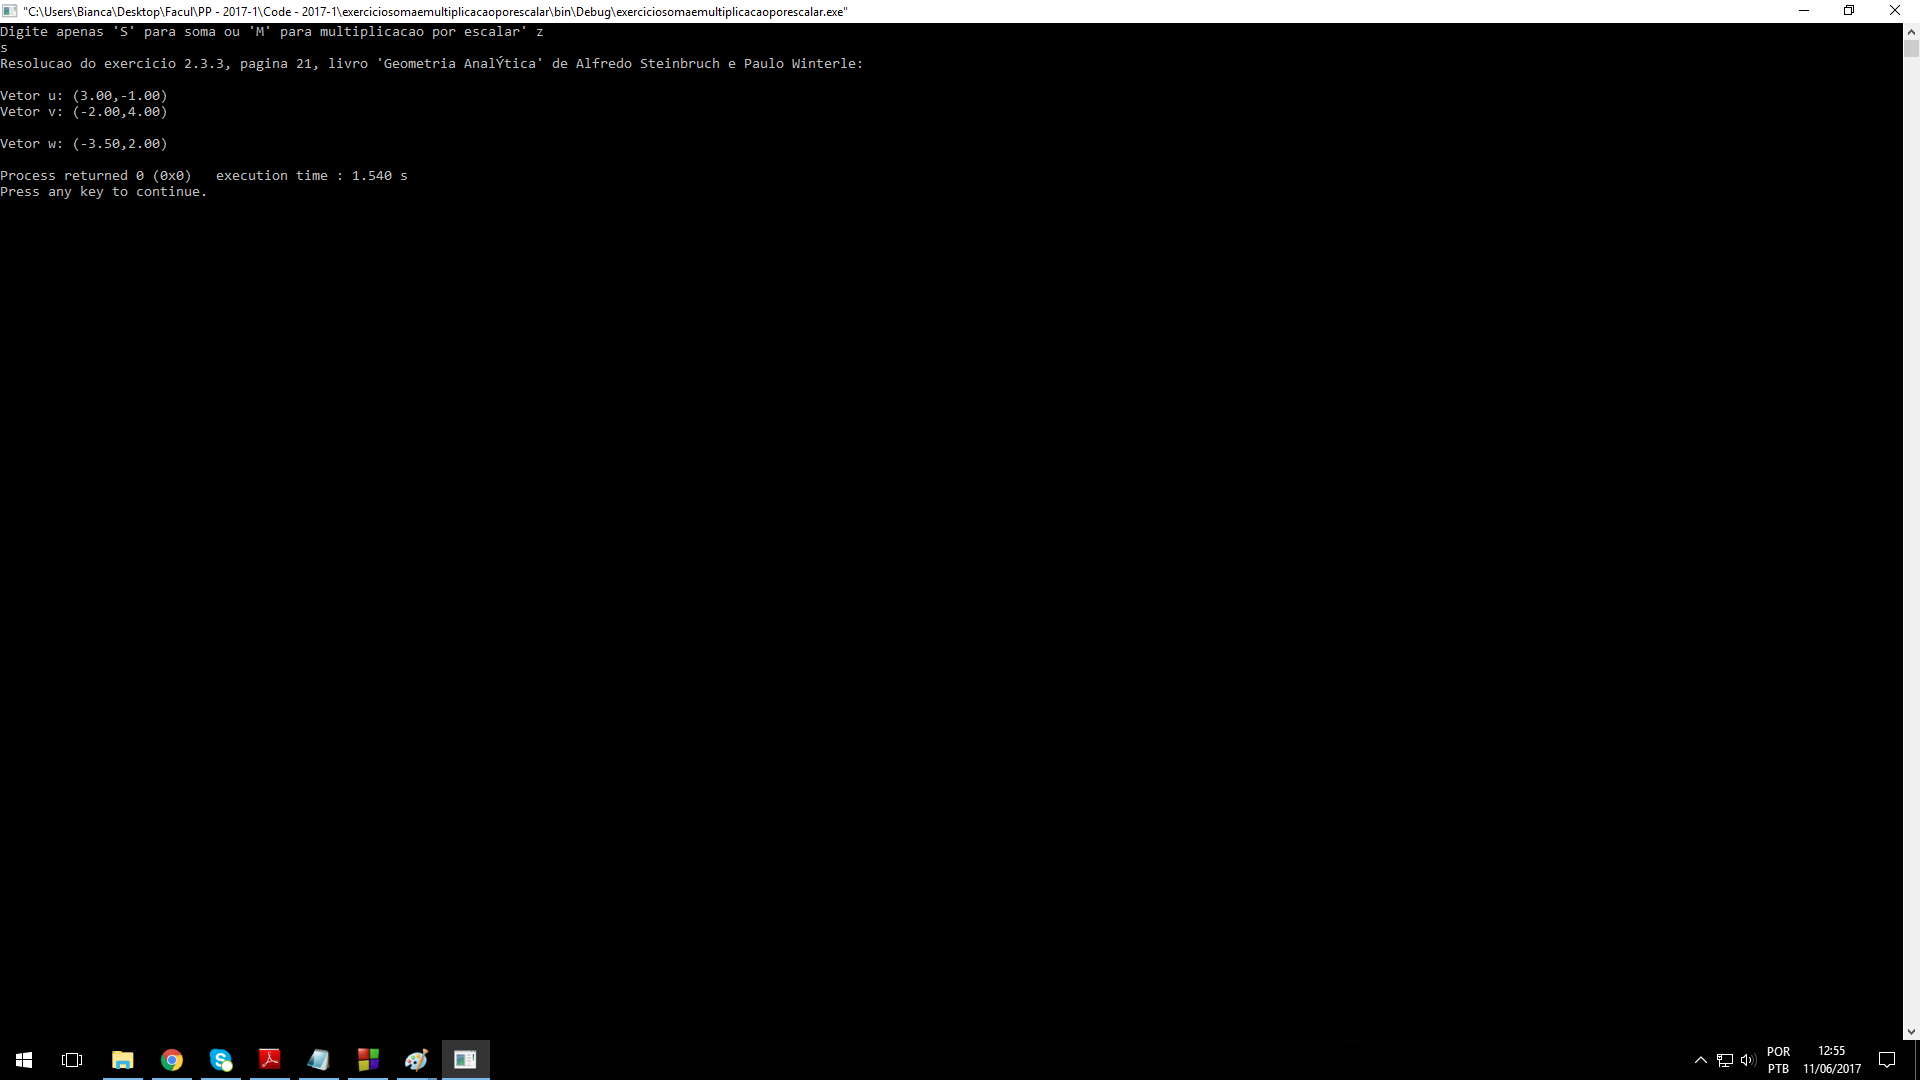 "C:\Users\Bianca\Desktop\Facul\PP - 2017-1\Code - 2017-1\exerciciosomaemultiplicacaoporescalar\bin\Debug\exerciciosomaemultiplicacaoporescalar.exe"
Digite apenas 'S' para soma ou 'M' para multiplicacao por escalar' z
s
Resolucao do exercicio 2.3.3, pagina 21, livro 'Geometria AnalÝtica' de Alfredo Steinbruch e Paulo Winterle:
Vetor u: (3.00,-1.00)
Vetor v: (-2.00,4.00)
Vetor w: (-3.50,2.00)
Process returned 0 (0x0)   execution time : 1.540 s
Press any key to continue.
POR
PTB
12:55
11/06/2017